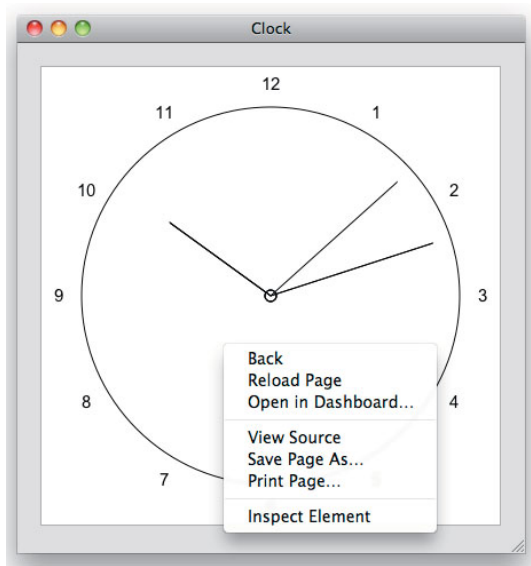 Clock
12
11
1
10
2
9
3
8
4
7
Back
Reload Page
Open in Dashboard...
View Source
Save Page As...
Print Page...
Inspect Element